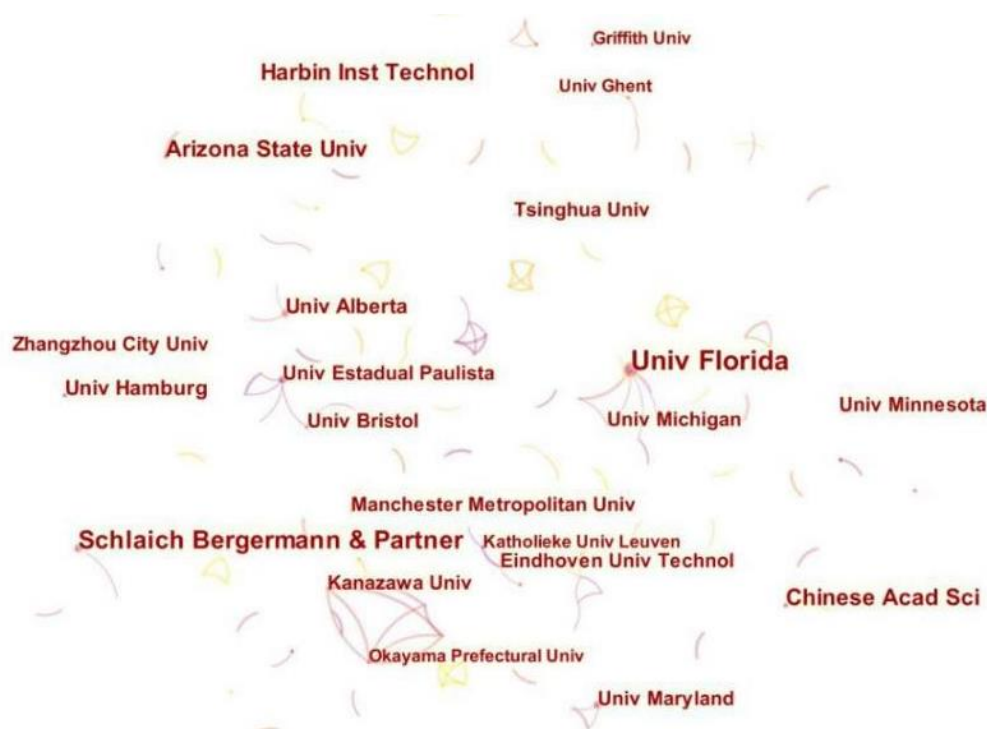 Griffith Univ
Harbin Inst Technol
Univ Ghent
Arizona State Univ
Tsinghua Univ
Univ Alberta
Zhangzhou City Univ
Univ Florida
Univ Estadual Paulista
Univ Hamburg
Univ Minnesota
Univ Bristol
Univ Michigan
Manchester Metropolitan Univ
Schlaich Bergermann & Partner
Katholieke Univ Leuven
Eindhoven Univ Technol
Kanazawa Univ
Chinese Acad Sci
Okayama Prefectural Univ
Univ Maryland